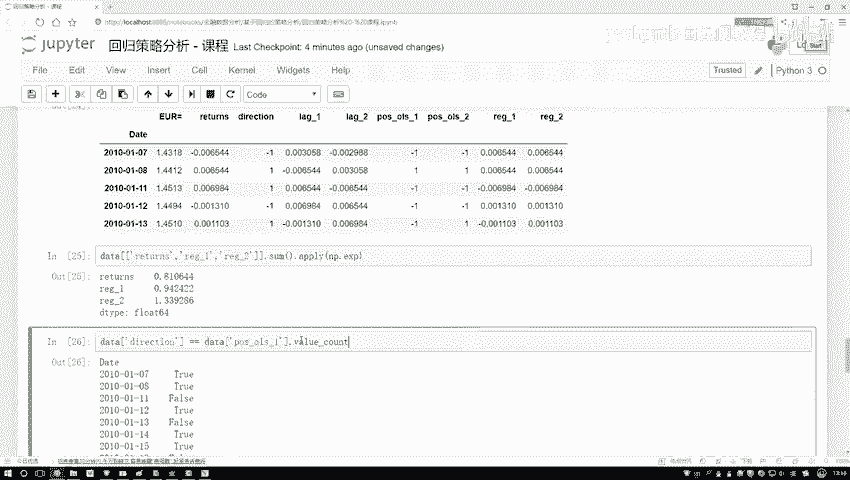 回归策略分析 - 课程
jupyter 回归策略分析 - 课程 Last Checkpoint: 4 minutes ago (unsaved changes)
Start
File Edit View Insert Cell Kernel Widgets Help
Trusted Python 3
Code
EUR= returns direction lag_1 lag_2 pos_ols_1 pos_ols_2 reg_1 reg_2
Date
2010-01-07 1.4318 -0.006544 -1 0.003058 -0.002988 -1 -1 0.006544 0.006544
2010-01-08 1.4412 0.006544 1 -0.006544 0.003058 1 1 0.006544 0.006544
2010-01-11 1.4513 0.006984 1 0.006544 -0.006544 -1 -1 -0.006984 -0.006984
2010-01-12 1.4494 -0.001310 -1 0.006984 0.006544 -1 -1 0.001310 0.001310
2010-01-13 1.4510 0.001103 1 -0.001310 0.006984 -1 1 -0.001103 0.001103
In [25]: data[['returns','reg_1','reg_2']].sum().apply(np.exp)
Out[25]: returns 0.810644
reg_1 0.942422
reg_2 1.339286
dtype: float64
In [26]: data['direction'] == data['pos_ols_1'].value_count
Out[26]: Date
2010-01-07 True
2010-01-08 True
2010-01-11 False
2010-01-12 True
2010-01-13 False
2010-01-14 True
2010-01-15 True